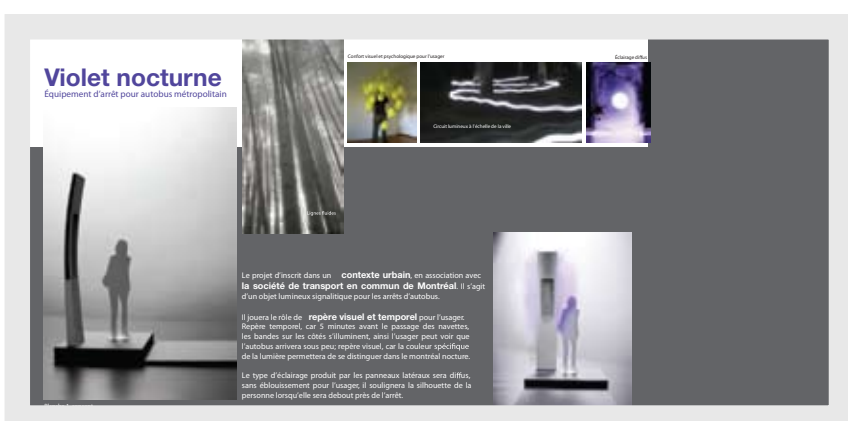 Violet nocturne
Équipement d'arrêt pour autobus métropolitain
Confort visuel et psychologique pour l'usager
Éclairage diffus
Circuit lumineux à l'échelle de la ville
Lignes fluides
Le projet d'inscrit dans un contexte urbain, en association avec
la société de transport en commun de Montréal. Il s'agit
d'un objet lumineux signalitique pour les arrêts d'autobus.
Il jouera le rôle de repère visuel et temporel pour l'usager.
Repère temporel, car 5 minutes avant le passage des navettes,
les bandes sur les côtés s'illuminent, ainsi l'usager peut voir que
l'autobus arrivera sous peu; repère visuel, car la couleur spécifique
de la lumière permettera de se distinguer dans le montréal nocture.
Le type d'éclairage produit par les panneaux latéraux sera diffus,
sans éblouissement pour l'usager, il soulignera la silhouette de la
personne lorsqu'elle sera debout près de l'arrêt.